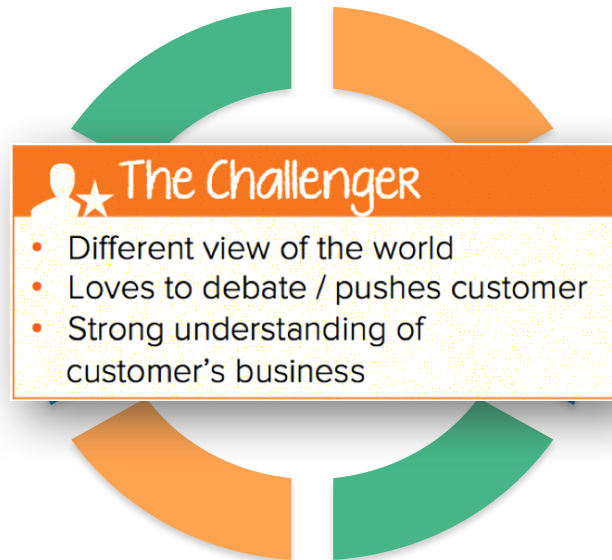 The Challenger
• Different view of the world
• Loves to debate / pushes customer
• Strong understanding of
customer's business